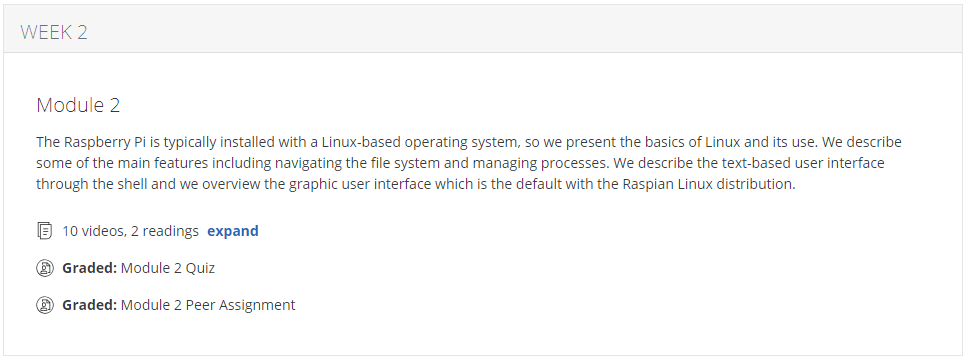 WEEK 2
Module 2
The Raspberry Pi is typically installed with a Linux-based operating system, so we present the basics of Linux and its use. We describe
some of the main features including navigating the file system and managing processes. We describe the text-based user interface
through the shell and we overview the graphic user interface which is the default with the Raspian Linux distribution.
10 videos, 2 readings expand
Graded: Module 2 Quiz
Graded: Module 2 Peer Assignment